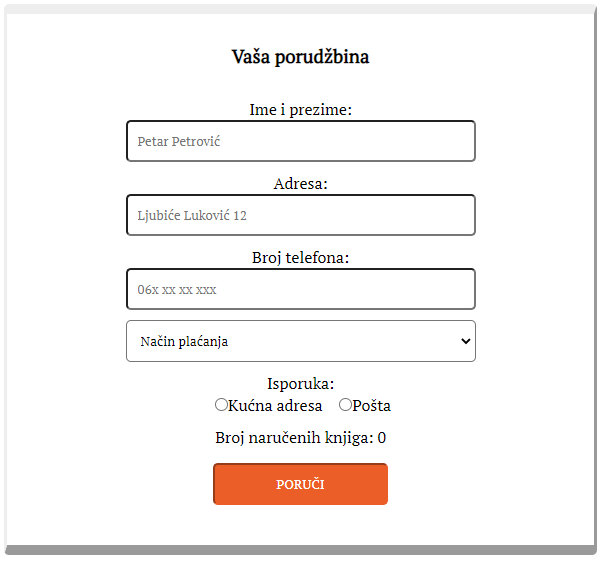 Vaša porudžbina
Ime i prezime:
Petar Petrović
Adresa:
Ljubiće Luković 12
Broj telefona:
06x xx xx xxx
Način plaćanja
Isporuka:
Kućna adresa Pošta
Broj naručenih knjiga: 0
PORUČI